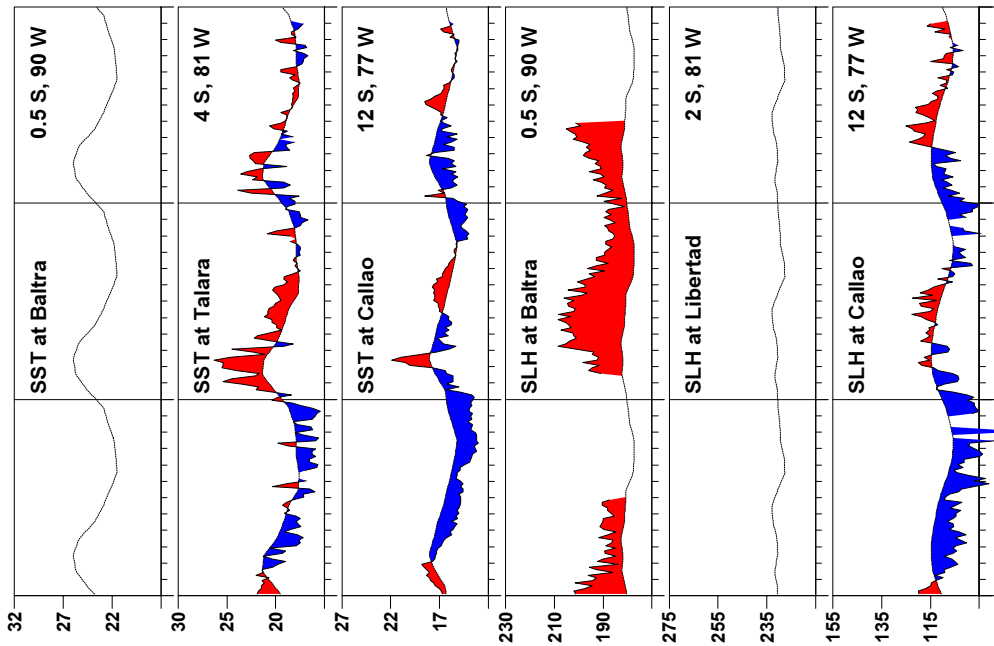 SST at Baltra 0.5 S, 90 W
32
27
22
SST at Talara 4 S, 81 W
30
25
20
SST at Callao 12 S, 77 W
27
17
SLH at Baltra 0.5 S, 90 W
230
210
190
SLH at Libertad 2 S, 81 W
275
255
235
SLH at Callao 12 S, 77 W
155
135
115